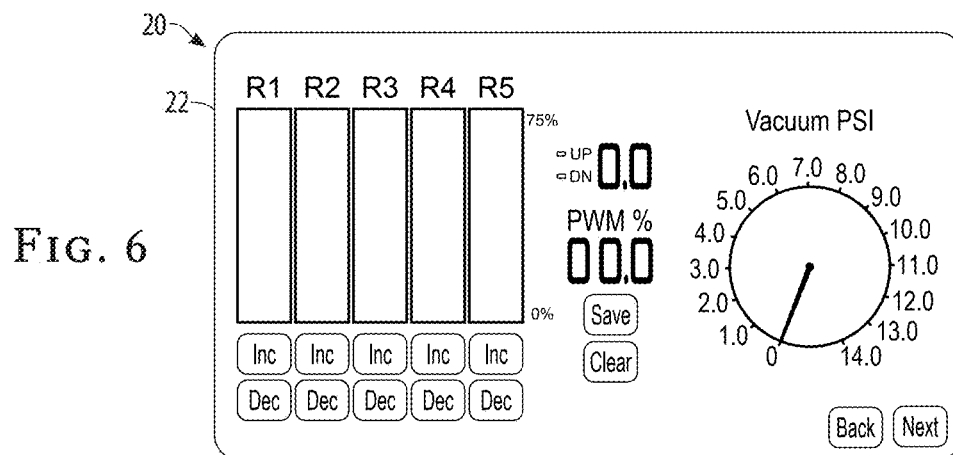 20
22
FIG. 6
R1 R2 R3 R4 R5
75%
0%
Inc Inc Inc Inc Inc
Dec Dec Dec Dec Dec
UP 0.0
DN
PWM %
00.0
Save
Clear
Vacuum PSI
0
1.0
2.0
3.0
4.0
5.0
6.0
7.0
8.0
9.0
10.0
11.0
12.0
13.0
14.0
Back Next